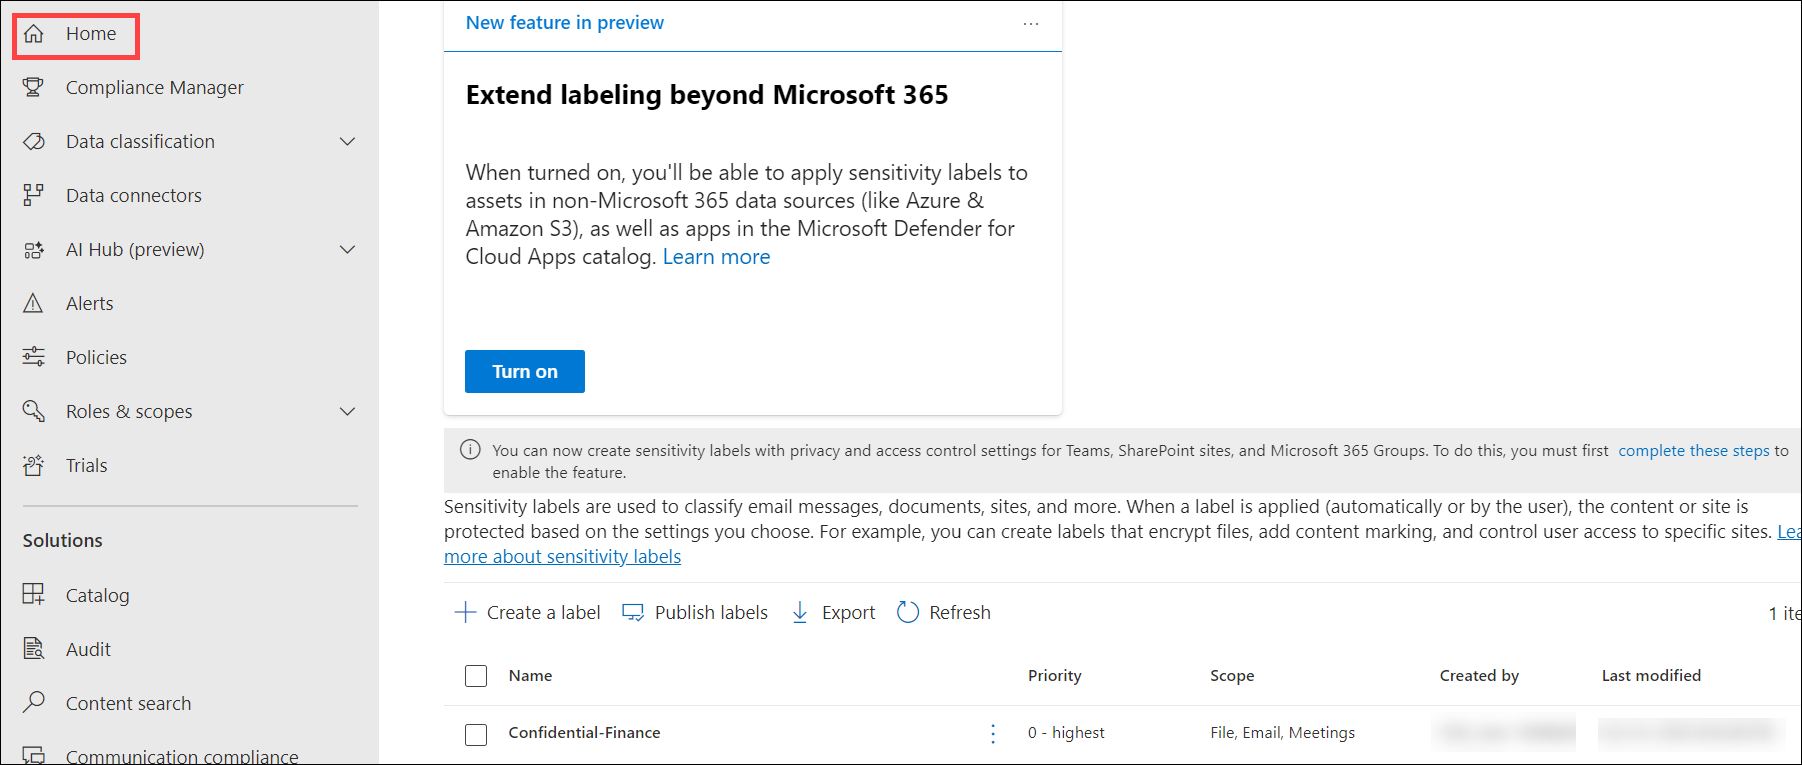 Home
Compliance Manager
Data classification
Data connectors
AI Hub (preview)
Alerts
Policies
Roles & scopes
Trials
Solutions
Catalog
Audit
Content search
Communication compliance
New feature in preview
Extend labeling beyond Microsoft 365
When turned on, you'll be able to apply sensitivity labels to
assets in non-Microsoft 365 data sources (like Azure &
Amazon S3), as well as apps in the Microsoft Defender for
Cloud Apps catalog. Learn more
Turn on
You can now create sensitivity labels with privacy and access control settings for Teams, SharePoint sites, and Microsoft 365 Groups. To do this, you must first complete these steps to
enable the feature.
Sensitivity labels are used to classify email messages, documents, sites, and more. When a label is applied (automatically or by the user), the content or site is
protected based on the settings you choose. For example, you can create labels that encrypt files, add content marking, and control user access to specific sites. Lea
more about sensitivity labels
Create a label Publish labels Export Refresh 1 ite
Name Priority Scope Created by Last modified
Confidential-Finance 0 - highest File, Email, Meetings